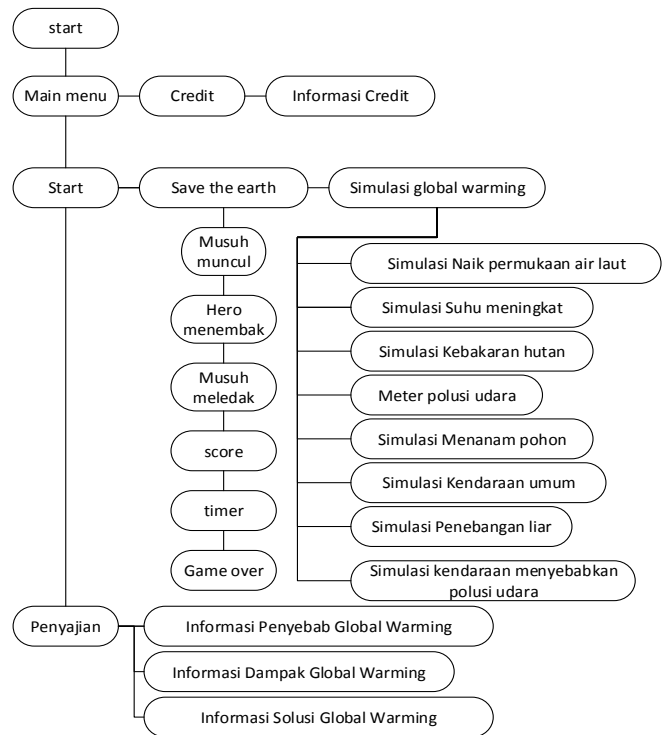 start
Main menu
Credit
Informasi Credit
Start
Save the earth
Simulasi global warming
Musuh
muncul
Hero
menembak
Musuh
meledak
score
timer
Game over
Simulasi Naik permukaan air laut
Simulasi Suhu meningkat
Simulasi Kebakaran hutan
Meter polusi udara
Simulasi Menanam pohon
Simulasi Kendaraan umum
Simulasi Penebangan liar
Simulasi kendaraan menyebabkan
polusi udara
Penyajian
Informasi Penyebab Global Warming
Informasi Dampak Global Warming
Informasi Solusi Global Warming